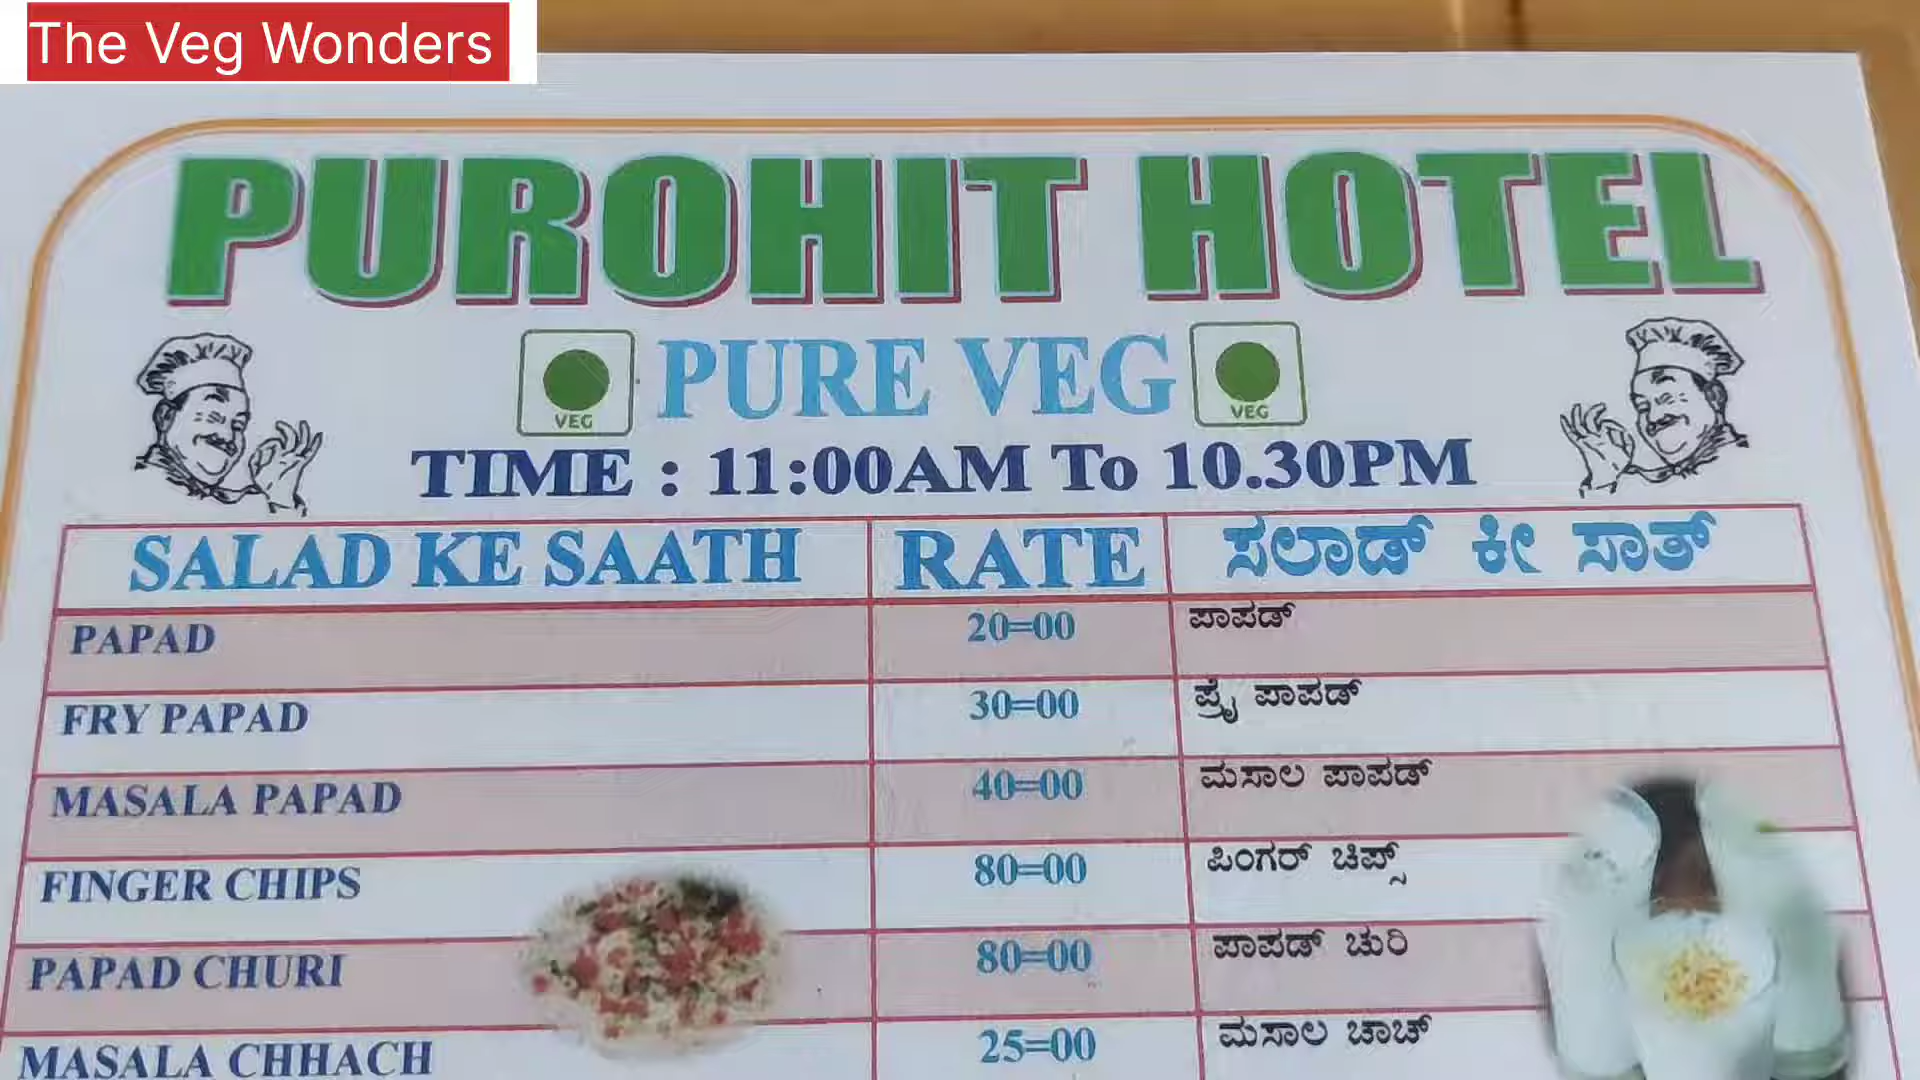 The Veg Wonders
PUROHIT HOTEL
VEG PURE VEG VEG
TIME : 11:00AM To 10.30PM
SALAD KE SAATH RATE ಸಲಾಡ್ ಕೀ ಸಾತ್
PAPAD 20=00 ಪಾಪಡ್
FRY PAPAD 30=00 ಪ್ರೈ ಪಾಪಡ್
MASALA PAPAD 40=00 ಮಸಾಲ ಪಾಪಡ್
FINGER CHIPS 80=00 ಪಿಂಗರ್ ಚಿಪ್ಸ್
PAPAD CHURI 80=00 ಪಾಪಡ್ ಚುರಿ
MASALA CHHACH 25=00 ಮಸಾಲ ಚಾಚ್